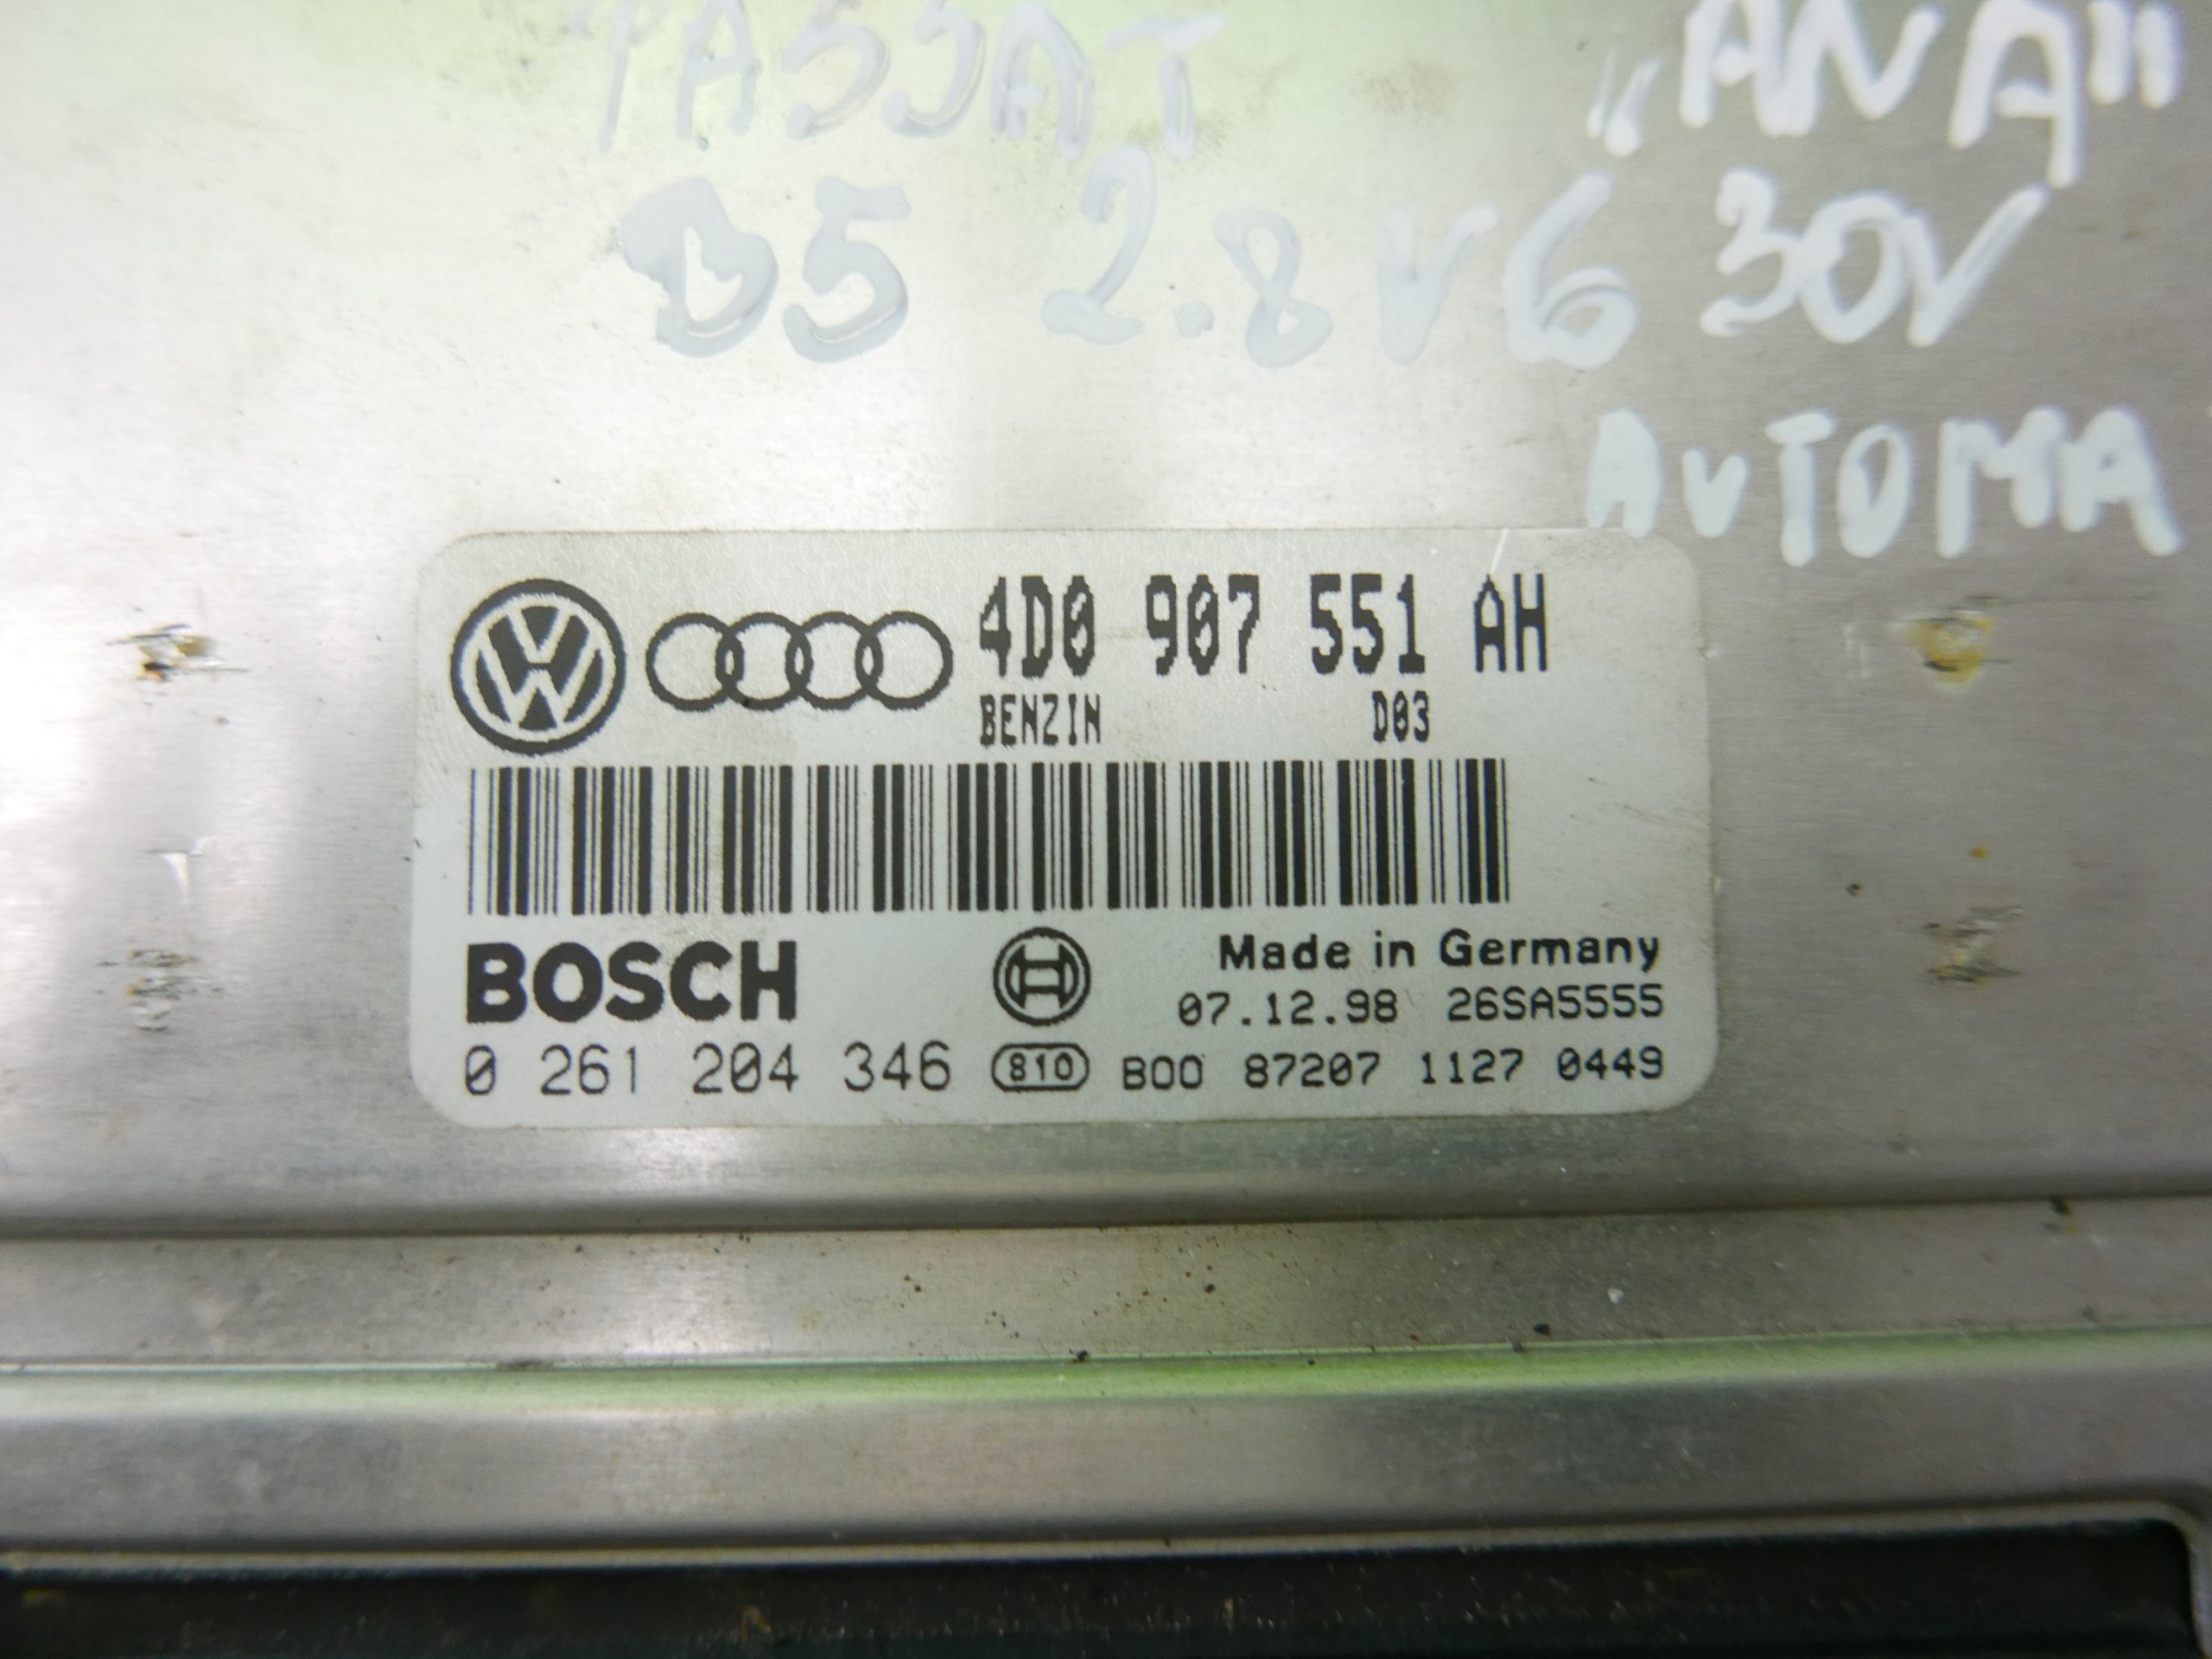 PASSAT „ANA"
B5 2.8 V6 30V
AUTOMA
4D0 907 551 AH
BENZIN D03
BOSCH Made in Germany
07.12.98 26SA5555
0 261 204 346 810 B00 87207 1127 0449